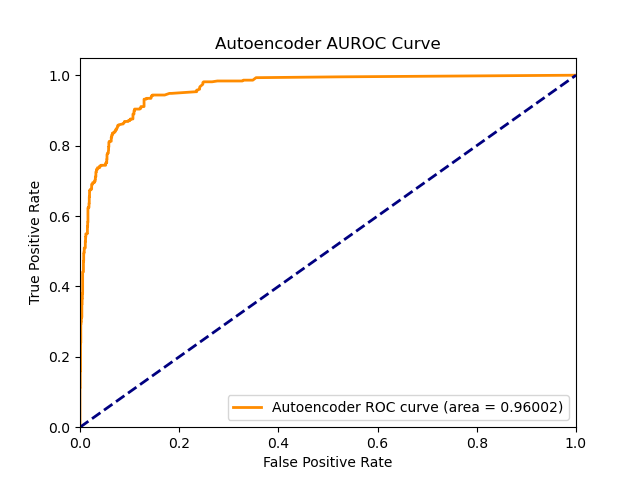 Autoencoder AUROC Curve
1.0
0.8
0.6
0.4
0.2
0.0
True Positive Rate
Autoencoder ROC curve (area = 0.96002)
0.0 0.2 0.4 0.6 0.8 1.0
False Positive Rate